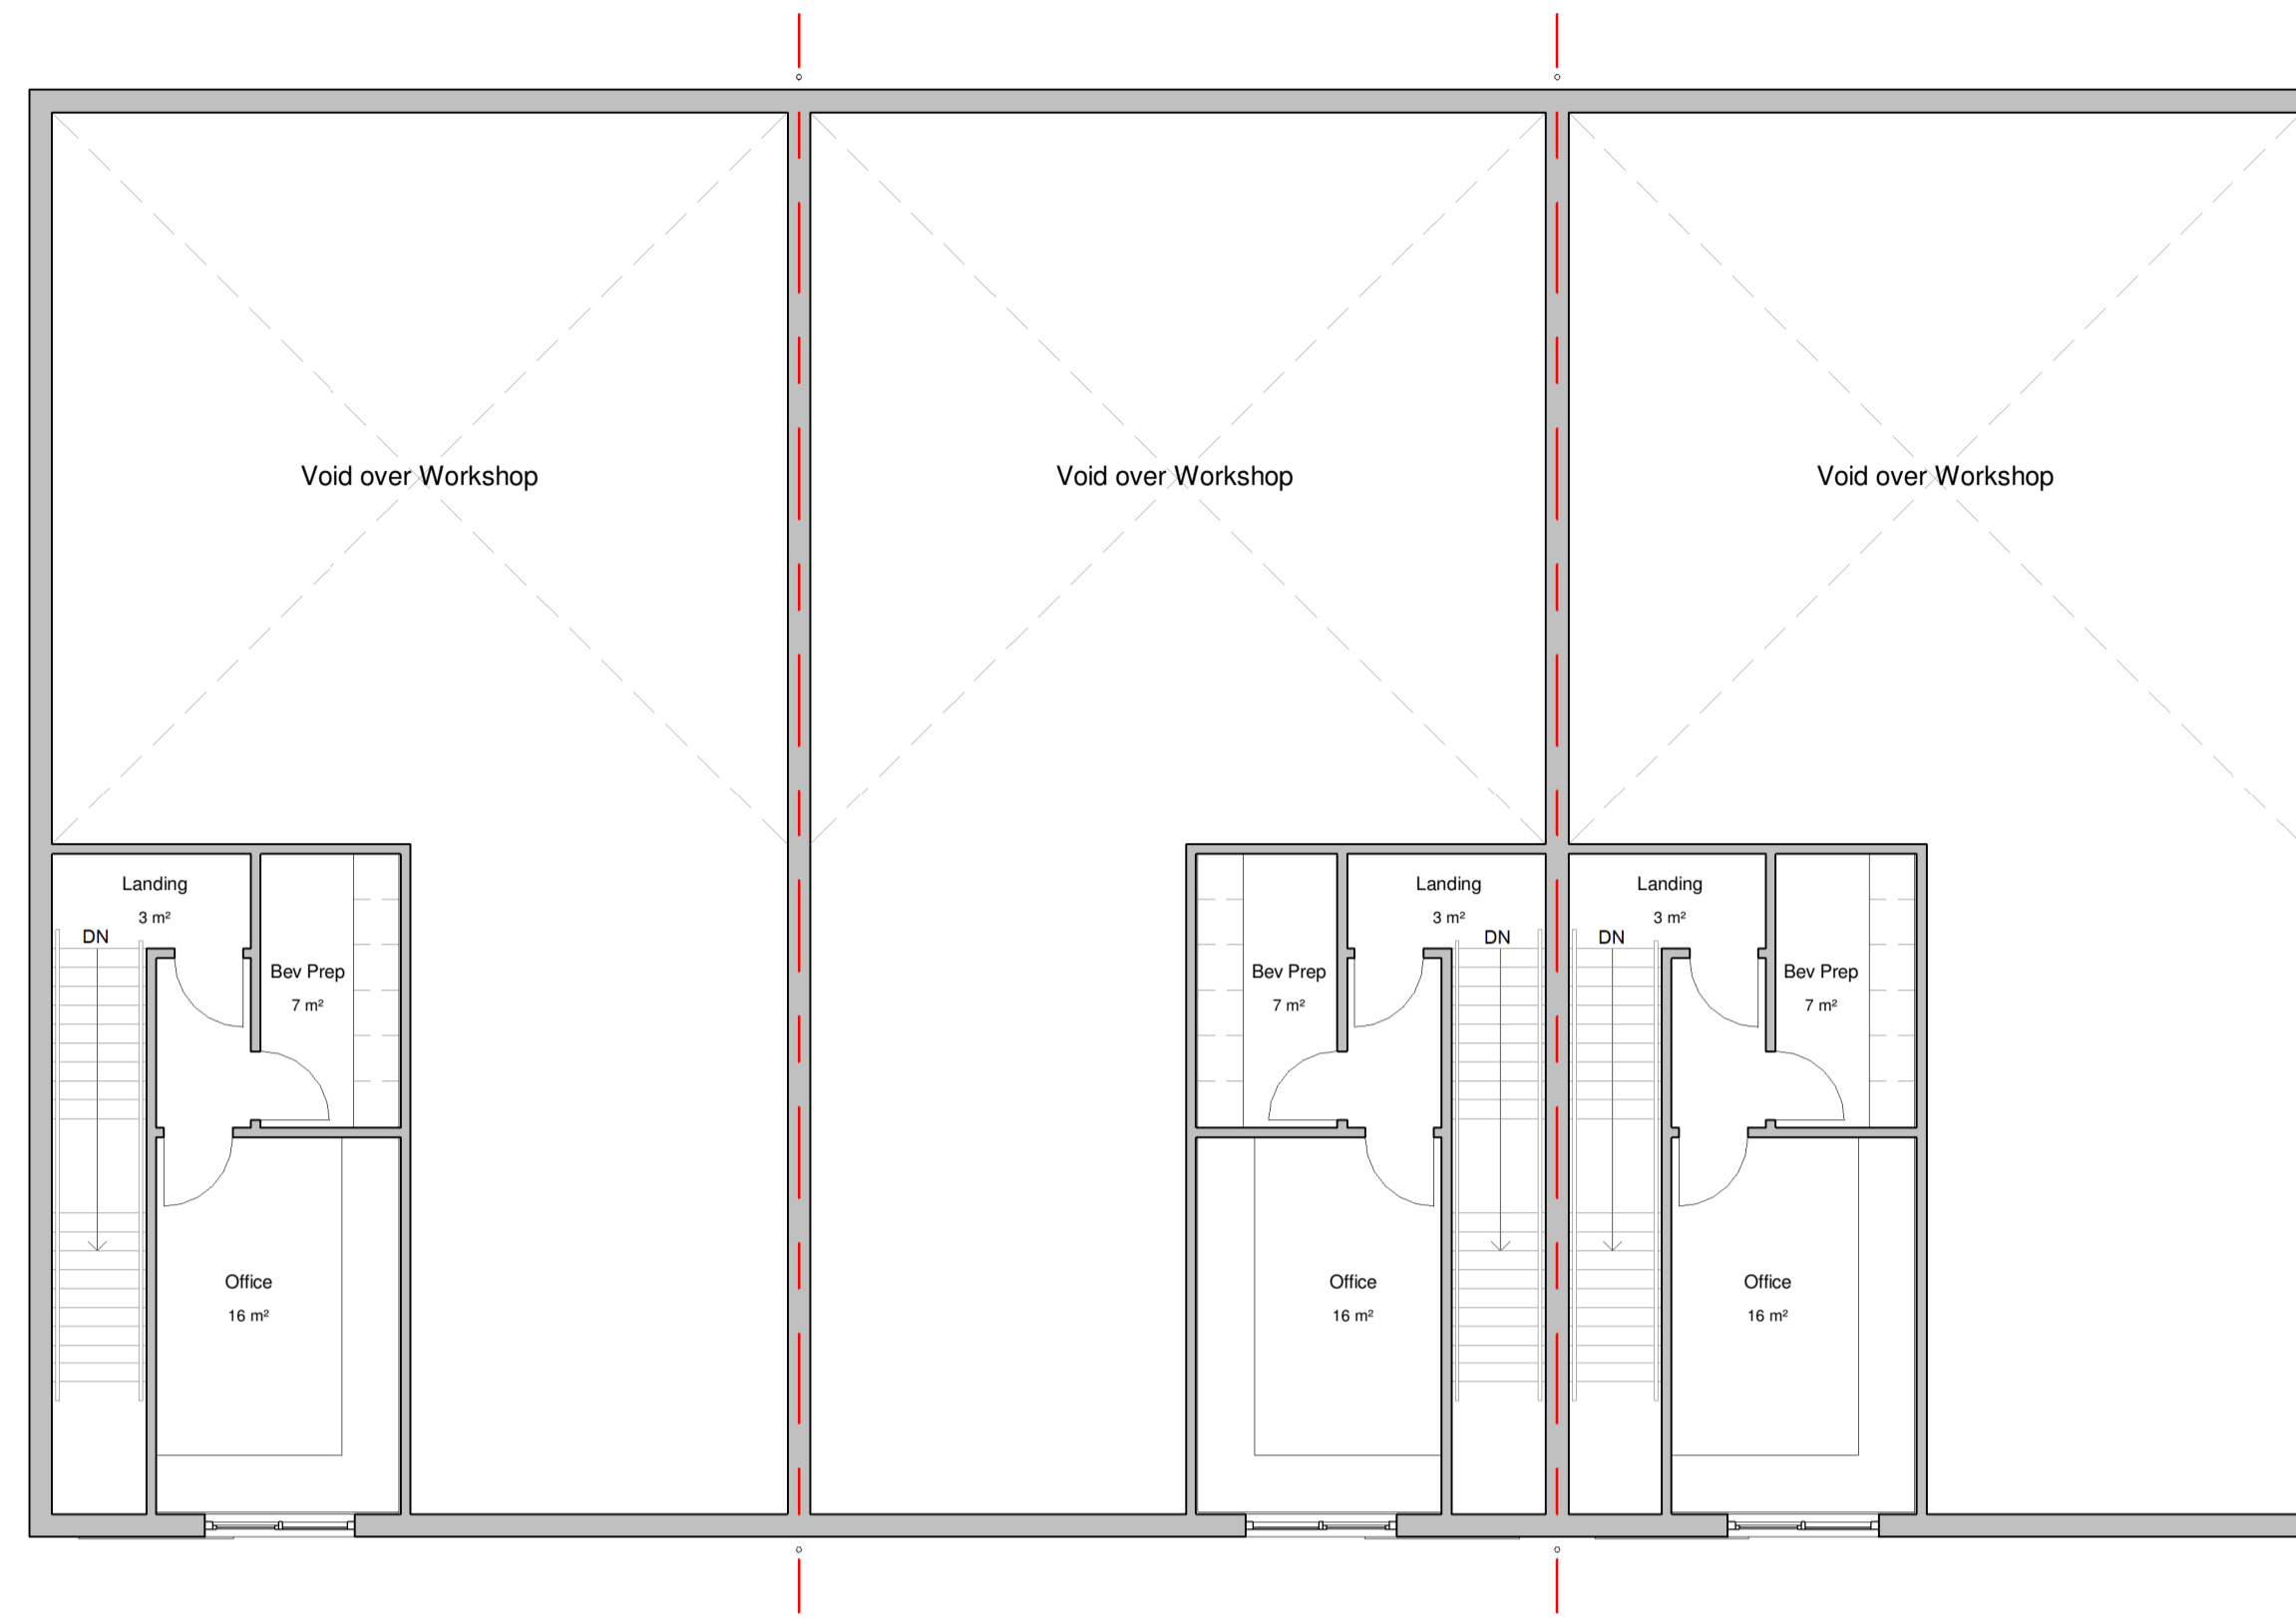 Void over Workshop
Void over Workshop
Void over Workshop
Landing
3 m²
DN
Bev Prep
7 m²
Office
16 m²
Landing
3 m²
DN
Bev Prep
7 m²
Office
16 m²
Landing
3 m²
DN
Bev Prep
7 m²
Office
16 m²